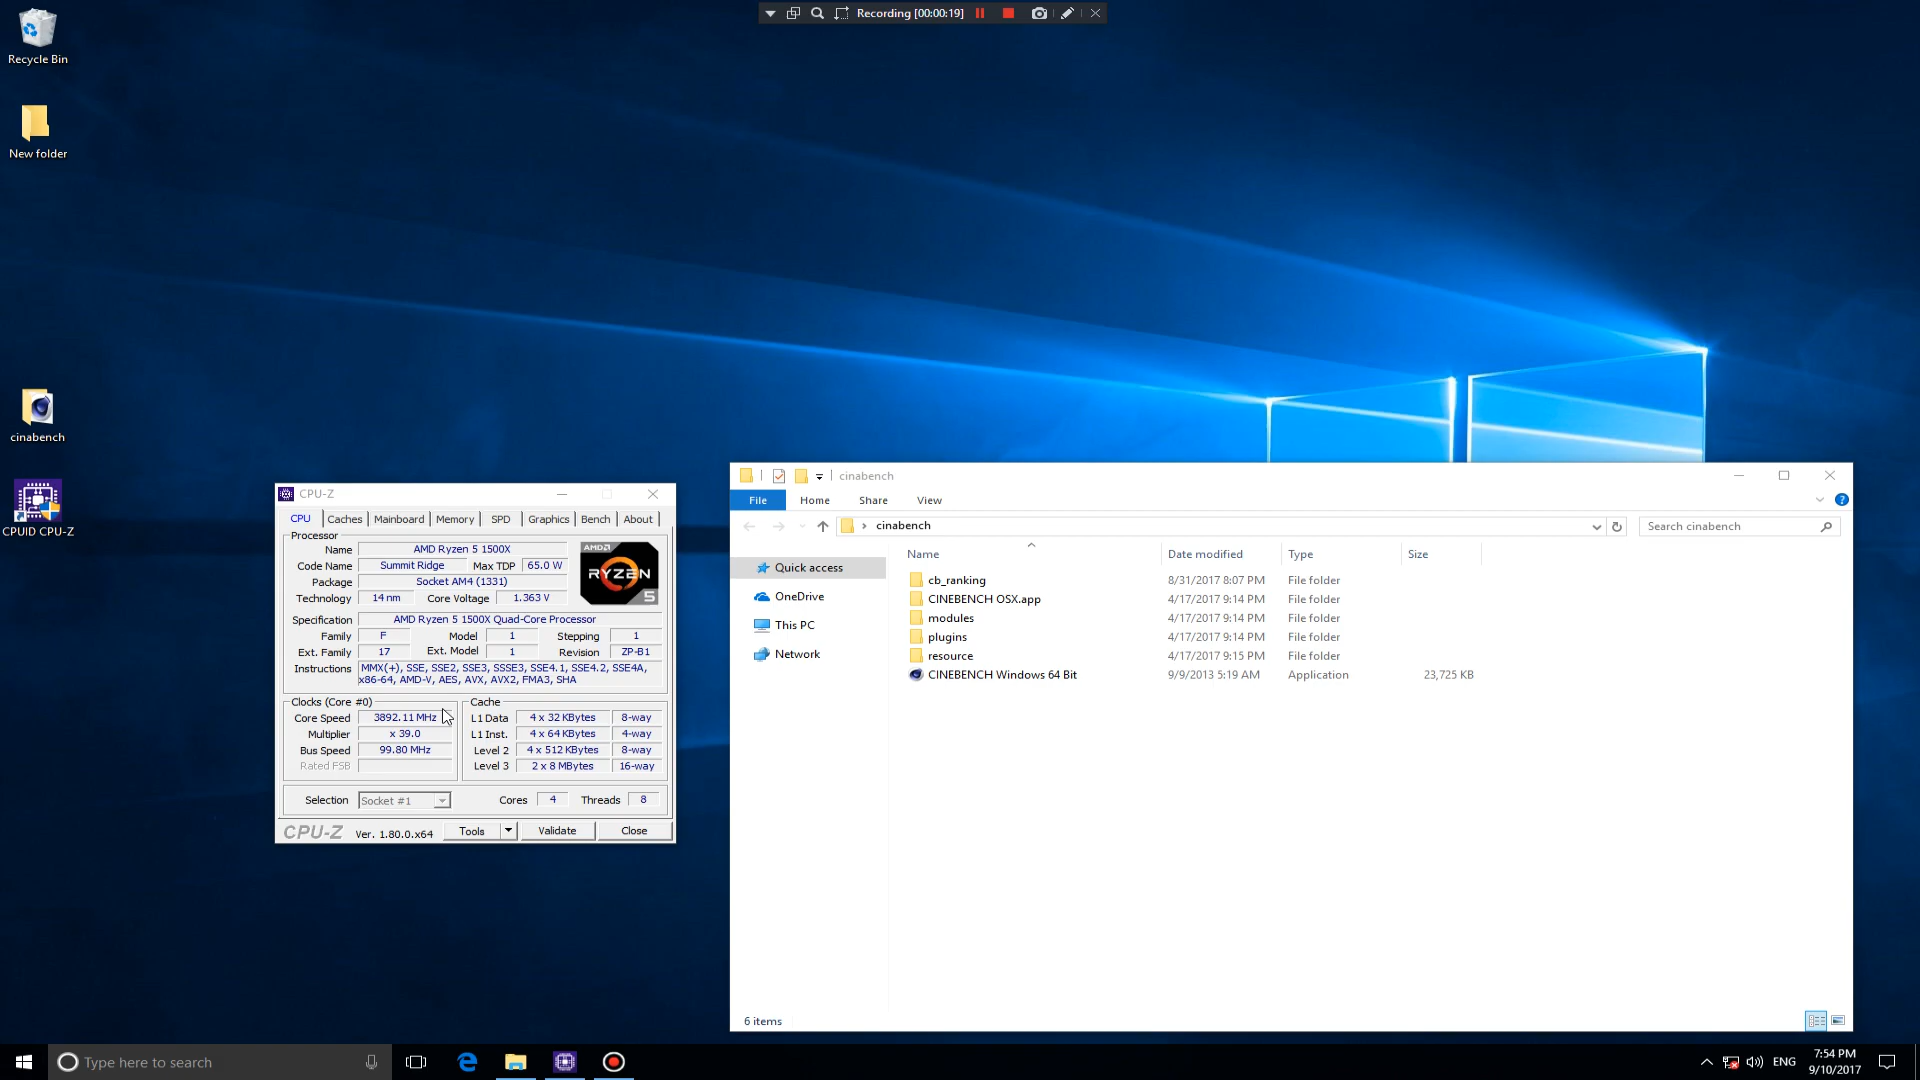 Recording [00:00:19]
Recycle Bin
New folder
cinabench
CPUID CPU-Z
CPU-Z
CPU Caches Mainboard Memory SPD Graphics Bench About
Processor
Name AMD Ryzen 5 1500X
Code Name Summit Ridge Max TDP 65.0 W
Package Socket AM4 (1331)
Technology 14 nm Core Voltage 1.363 V
AMD
RYZEN
5
Specification AMD Ryzen 5 1500X Quad-Core Processor
Family F Model 1 Stepping 1
Ext. Family 17 Ext. Model 1 Revision ZP-B1
Instructions MMX(+), SSE, SSE2, SSE3, SSSE3, SSE4.1, SSE4.2, SSE4A,
x86-64, AMD-V, AES, AVX, AVX2, FMA3, SHA
Clocks (Core #0)
Core Speed 3892.11 MHz
Multiplier x 39.0
Bus Speed 99.80 MHz
Rated FSB
Cache
L1 Data 4 x 32 KBytes 8-way
L1 Inst. 4 x 64 KBytes 4-way
Level 2 4 x 512 KBytes 8-way
Level 3 2 x 8 MBytes 16-way
Selection Socket #1 Cores 4 Threads 8
CPU-Z Ver. 1.80.0.x64 Tools Validate Close
cinabench
File Home Share View
cinabench Search cinabench
Quick access
OneDrive
This PC
Network
Name Date modified Type Size
cb_ranking 8/31/2017 8:07 PM File folder
CINEBENCH OSX.app 4/17/2017 9:14 PM File folder
modules 4/17/2017 9:14 PM File folder
plugins 4/17/2017 9:14 PM File folder
resource 4/17/2017 9:15 PM File folder
CINEBENCH Windows 64 Bit 9/9/2013 5:19 AM Application 23,725 KB
6 items
Type here to search
ENG
7:54 PM
9/10/2017